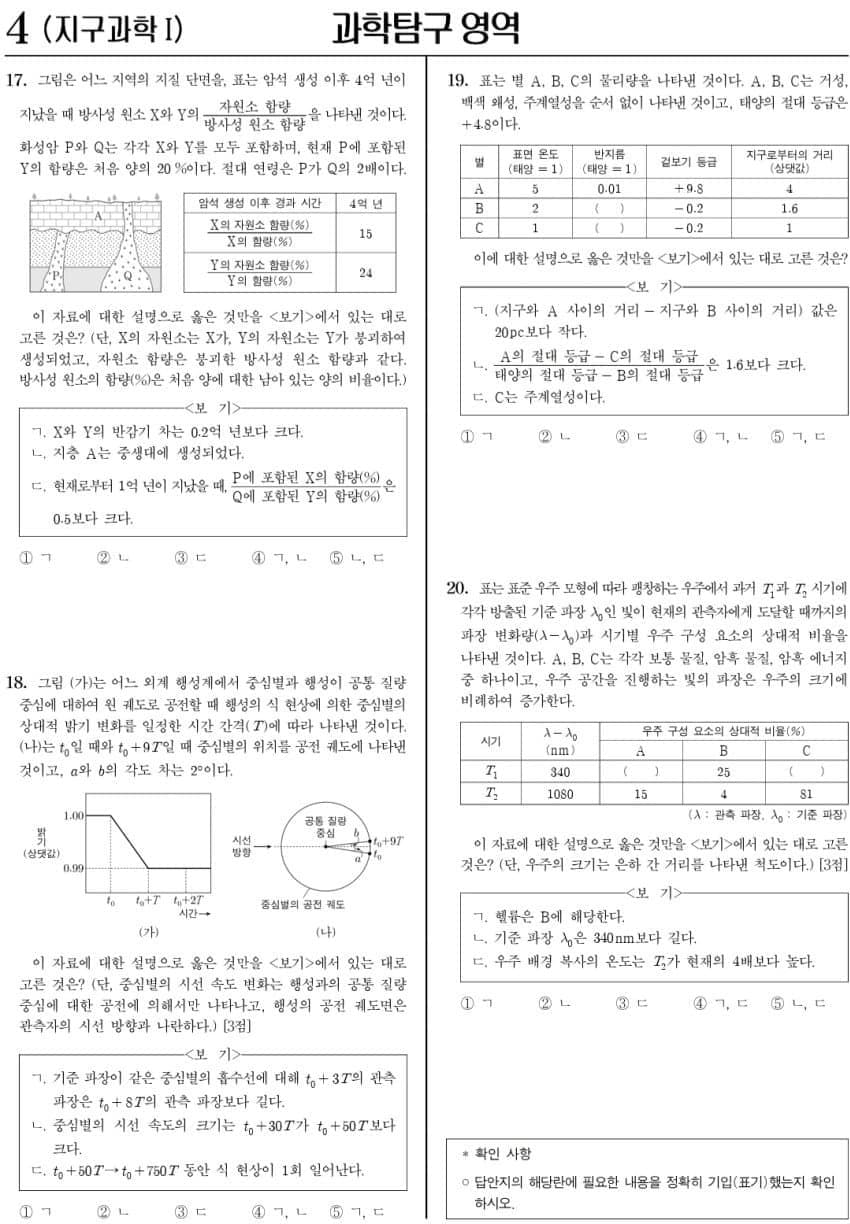 4 (지구과학 I)
과학탐구 영역
17. 그림은 어느 지역의 지질 단면을, 표는 암석 생성 이후 4억 년이
지났을 때 방사성 원소 X와 Y의 자원소 함량/방사성 원소 함량 을 나타낸 것이다.
화성암 P와 Q는 각각 X와 Y를 모두 포함하며, 현재 P에 포함된
Y의 함량은 처음 양의 20 %이다. 절대 연령은 P가 Q의 2배이다.
A
P
Q
암석 생성 이후 경과 시간 4억 년
X의 자원소 함량(%)/X의 함량(%) 15
Y의 자원소 함량(%)/Y의 함량(%) 24
이 자료에 대한 설명으로 옳은 것만을 <보기>에서 있는 대로
고른 것은? (단, X의 자원소는 X가, Y의 자원소는 Y가 붕괴하여
생성되었고, 자원소 함량은 붕괴한 방사성 원소 함량과 같다.
방사성 원소의 함량(%)은 처음 양에 대한 남아 있는 양의 비율이다.)
<보 기>
ㄱ. X와 Y의 반감기 차는 0.2억 년보다 크다.
ㄴ. 지층 A는 중생대에 생성되었다.
ㄷ. 현재로부터 1억 년이 지났을 때, P에 포함된 X의 함량(%)/Q에 포함된 Y의 함량(%) 은
0.5보다 크다.
① ㄱ ② ㄴ ③ ㄷ ④ ㄱ, ㄴ ⑤ ㄴ, ㄷ
18. 그림 (가)는 어느 외계 행성계에서 중심별과 행성이 공통 질량
중심에 대하여 원 궤도로 공전할 때 행성의 식 현상에 의한 중심별의
상대적 밝기 변화를 일정한 시간 간격(T)에 따라 나타낸 것이다.
(나)는 t₀일 때와 t₀+9T일 때 중심별의 위치를 공전 궤도에 나타낸
것이고, a와 b의 각도 차는 2°이다.
1.00
밝기
(상댓값)
0.99
t₀ t₀+T t₀+2T
시간→
(가)
시선
방향
공통 질량
중심
b
t₀+9T
a
t₀
중심별의 공전 궤도
(나)
이 자료에 대한 설명으로 옳은 것만을 <보기>에서 있는 대로
고른 것은? (단, 중심별의 시선 속도 변화는 행성과의 공통 질량
중심에 대한 공전에 의해서만 나타나고, 행성의 공전 궤도면은
관측자의 시선 방향과 나란하다.) [3점]
<보 기>
ㄱ. 기준 파장이 같은 중심별의 흡수선에 대해 t₀+3T의 관측
파장은 t₀+8T의 관측 파장보다 길다.
ㄴ. 중심별의 시선 속도의 크기는 t₀+30T가 t₀+50T보다
크다.
ㄷ. t₀+50T→t₀+750T 동안 식 현상이 1회 일어난다.
① ㄱ ② ㄴ ③ ㄷ ④ ㄱ, ㄴ ⑤ ㄱ, ㄷ
19. 표는 별 A, B, C의 물리량을 나타낸 것이다. A, B, C는 거성,
백색 왜성, 주계열성을 순서 없이 나타낸 것이고, 태양의 절대 등급은
+4.8이다.
별 표면 온도 (태양 = 1) 반지름 (태양 = 1) 겉보기 등급 지구로부터의 거리 (상댓값)
A 5 0.01 +9.8 4
B 2 ( ) -0.2 1.6
C 1 ( ) -0.2 1
이에 대한 설명으로 옳은 것만을 <보기>에서 있는 대로 고른 것은?
<보 기>
ㄱ. (지구와 A 사이의 거리 - 지구와 B 사이의 거리) 값은
20pc보다 작다.
ㄴ. A의 절대 등급 - C의 절대 등급/태양의 절대 등급 - B의 절대 등급 은 1.6보다 크다.
ㄷ. C는 주계열성이다.
① ㄱ ② ㄴ ③ ㄷ ④ ㄱ, ㄴ ⑤ ㄱ, ㄷ
20. 표는 표준 우주 모형에 따라 팽창하는 우주에서 과거 T₁과 T₂ 시기에
각각 방출된 기준 파장 λ₀인 빛이 현재의 관측자에게 도달할 때까지의
파장 변화량(λ-λ₀)과 시기별 우주 구성 요소의 상대적 비율을
나타낸 것이다. A, B, C는 각각 보통 물질, 암흑 물질, 암흑 에너지
중 하나이고, 우주 공간을 진행하는 빛의 파장은 우주의 크기에
비례하여 증가한다.
시기 λ-λ₀ (nm) 우주 구성 요소의 상대적 비율(%)
A B C
T₁ 340 ( ) 25 ( )
T₂ 1080 15 4 81
(λ : 관측 파장, λ₀ : 기준 파장)
이 자료에 대한 설명으로 옳은 것만을 <보기>에서 있는 대로 고른
것은? (단, 우주의 크기는 은하 간 거리를 나타낸 척도이다.) [3점]
<보 기>
ㄱ. 헬륨은 B에 해당한다.
ㄴ. 기준 파장 λ₀은 340nm보다 길다.
ㄷ. 우주 배경 복사의 온도는 T₂가 현재의 4배보다 높다.
① ㄱ ② ㄴ ③ ㄷ ④ ㄱ, ㄷ ⑤ ㄴ, ㄷ
* 확인 사항
○ 답안지의 해당란에 필요한 내용을 정확히 기입(표기)했는지 확인
하시오.